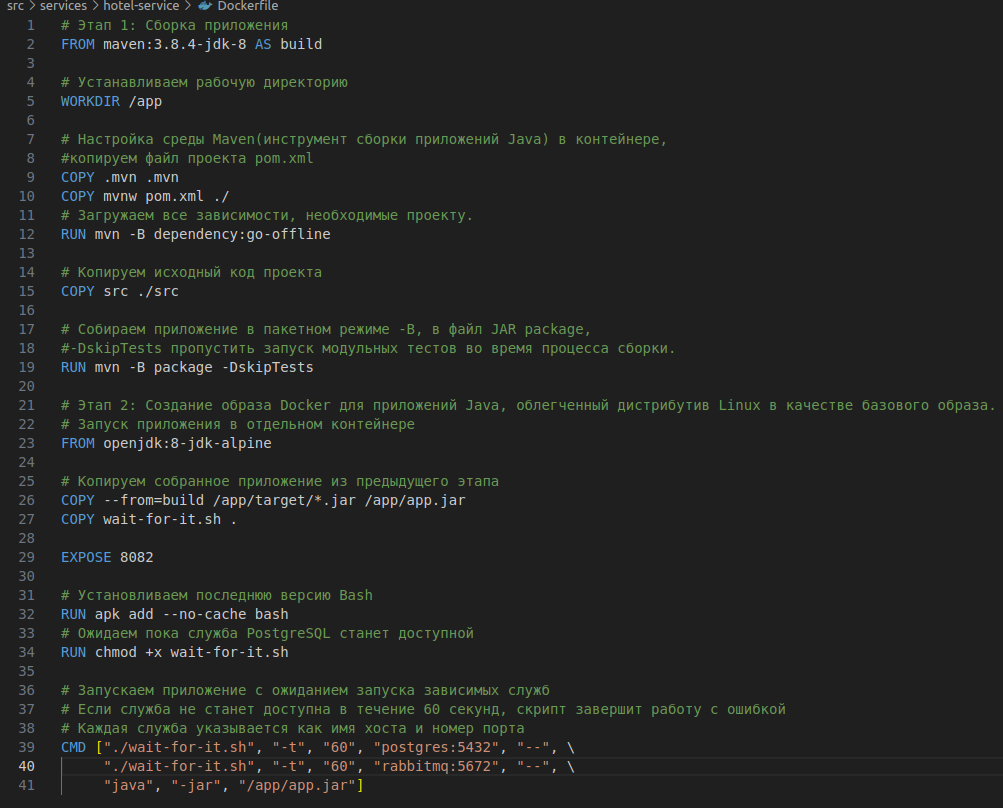 src > services > hotel-service > Dockerfile
1 # Этап 1: Сборка приложения
2 FROM maven:3.8.4-jdk-8 AS build
3
4 # Устанавливаем рабочую директорию
5 WORKDIR /app
6
7 # Настройка среды Maven(инструмент сборки приложений Java) в контейнере,
8 #копируем файл проекта pom.xml
9 COPY .mvn .mvn
10 COPY mvnw pom.xml ./
11 # Загружаем все зависимости, необходимые проекту.
12 RUN mvn -B dependency:go-offline
13
14 # Копируем исходный код проекта
15 COPY src ./src
16
17 # Собираем приложение в пакетном режиме -B, в файл JAR package,
18 #-DskipTests пропустить запуск модульных тестов во время процесса сборки.
19 RUN mvn -B package -DskipTests
20
21 # Этап 2: Создание образа Docker для приложений Java, облегченный дистрибутив Linux в качестве базового образа.
22 # Запуск приложения в отдельном контейнере
23 FROM openjdk:8-jdk-alpine
24
25 # Копируем собранное приложение из предыдущего этапа
26 COPY --from=build /app/target/*.jar /app/app.jar
27 COPY wait-for-it.sh .
28
29 EXPOSE 8082
30
31 # Установливаем последнюю версию Bash
32 RUN apk add --no-cache bash
33 # Ожидаем пока служба PostgreSQL станет доступной
34 RUN chmod +x wait-for-it.sh
35
36 # Запускаем приложение с ожиданием запуска зависимых служб
37 # Если служба не станет доступна в течение 60 секунд, скрипт завершит работу с ошибкой
38 # Каждая служба указывается как имя хоста и номер порта
39 CMD ["./wait-for-it.sh", "-t", "60", "postgres:5432", "--", \
40 "./wait-for-it.sh", "-t", "60", "rabbitmq:5672", "--", \
41 "java", "-jar", "/app/app.jar"]